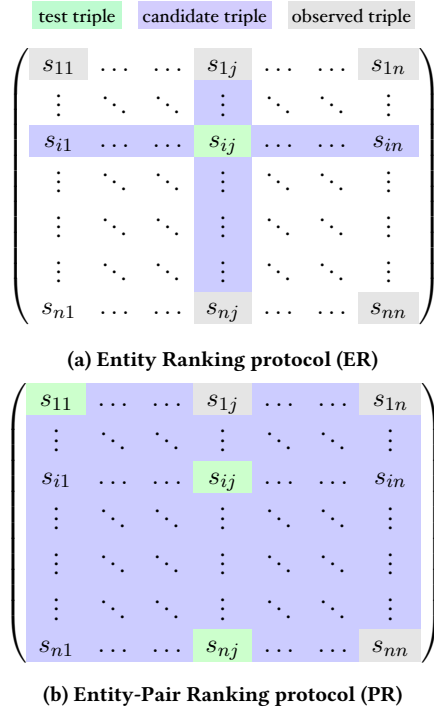 test triple candidate triple observed triple
s11 … … s1j … … s1n
⋮ ⋱ ⋱ ⋮ ⋱ ⋱ ⋮
si1 … … sij … … sin
⋮ ⋱ ⋱ ⋮ ⋱ ⋱ ⋮
⋮ ⋱ ⋱ ⋮ ⋱ ⋱ ⋮
⋮ ⋱ ⋱ ⋮ ⋱ ⋱ ⋮
sn1 … … snj … … snn
(a) Entity Ranking protocol (ER)
s11 … … s1j … … s1n
⋮ ⋱ ⋱ ⋮ ⋱ ⋱ ⋮
si1 … … sij … … sin
⋮ ⋱ ⋱ ⋮ ⋱ ⋱ ⋮
⋮ ⋱ ⋱ ⋮ ⋱ ⋱ ⋮
⋮ ⋱ ⋱ ⋮ ⋱ ⋱ ⋮
sn1 … … snj … … snn
(b) Entity-Pair Ranking protocol (PR)